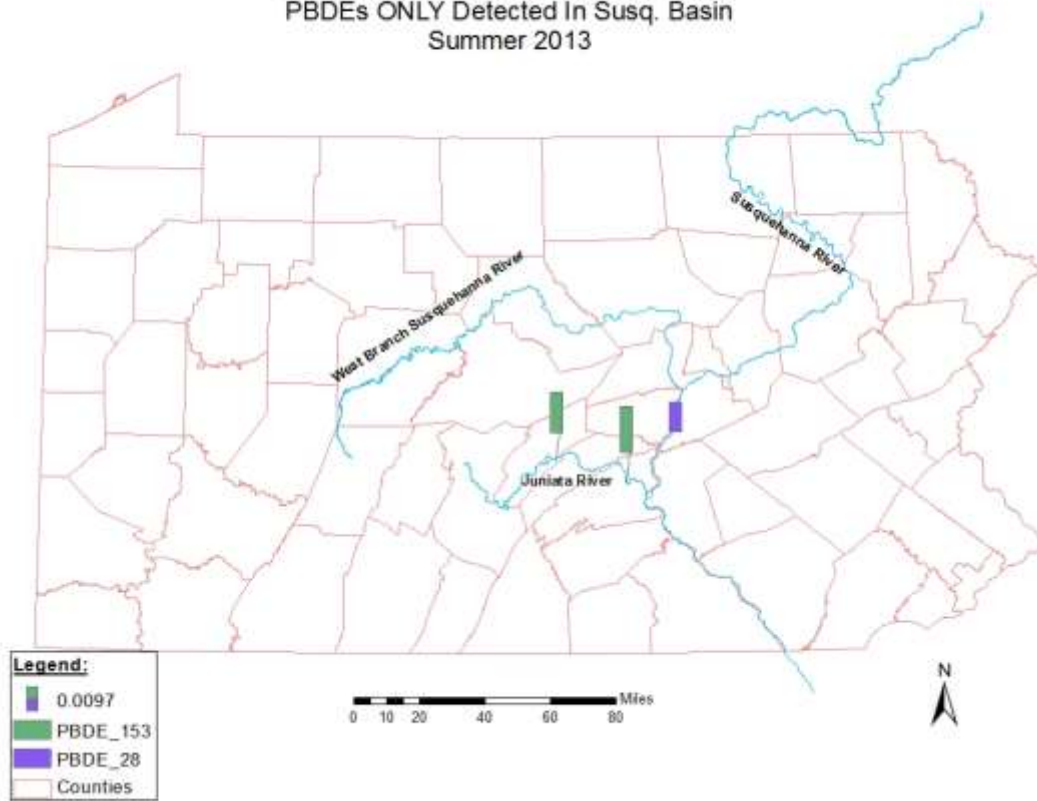 PBDEs ONLY Detected In Susq. Basin
Summer 2013
Susquehanna River
West Branch Susquehanna River
Juniata River
Legend:
0.0097
PBDE_153
PBDE_28
Counties
Miles
0 10 20 40 60 80
N